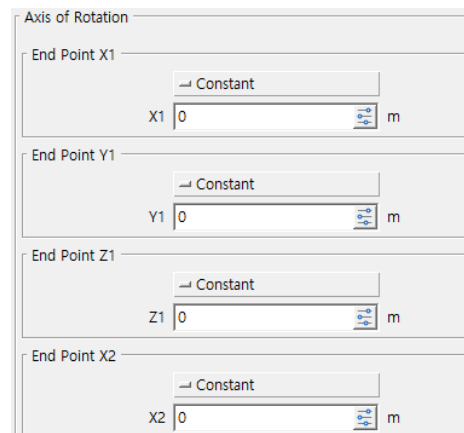 Axis of Rotation
End Point X1
Constant
X1 0 m
End Point Y1
Constant
Y1 0 m
End Point Z1
Constant
Z1 0 m
End Point X2
Constant
X2 0 m